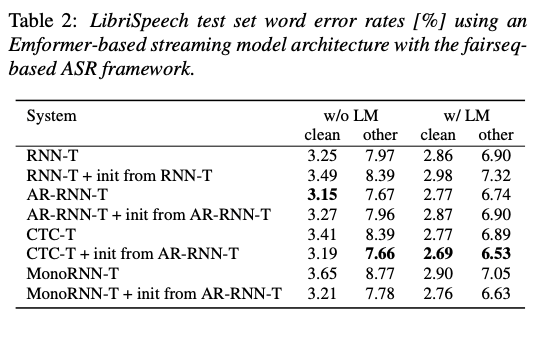 Table 2: LibriSpeech test set word error rates [%] using an
Emformer-based streaming model architecture with the fairseq-
based ASR framework.
System w/o LM w/ LM
clean other clean other
RNN-T 3.25 7.97 2.86 6.90
RNN-T + init from RNN-T 3.49 8.39 2.98 7.32
AR-RNN-T 3.15 7.67 2.77 6.74
AR-RNN-T + init from AR-RNN-T 3.27 7.96 2.87 6.90
CTC-T 3.41 8.39 2.77 6.89
CTC-T + init from AR-RNN-T 3.19 7.66 2.69 6.53
MonoRNN-T 3.65 8.77 2.90 7.05
MonoRNN-T + init from AR-RNN-T 3.21 7.78 2.76 6.63